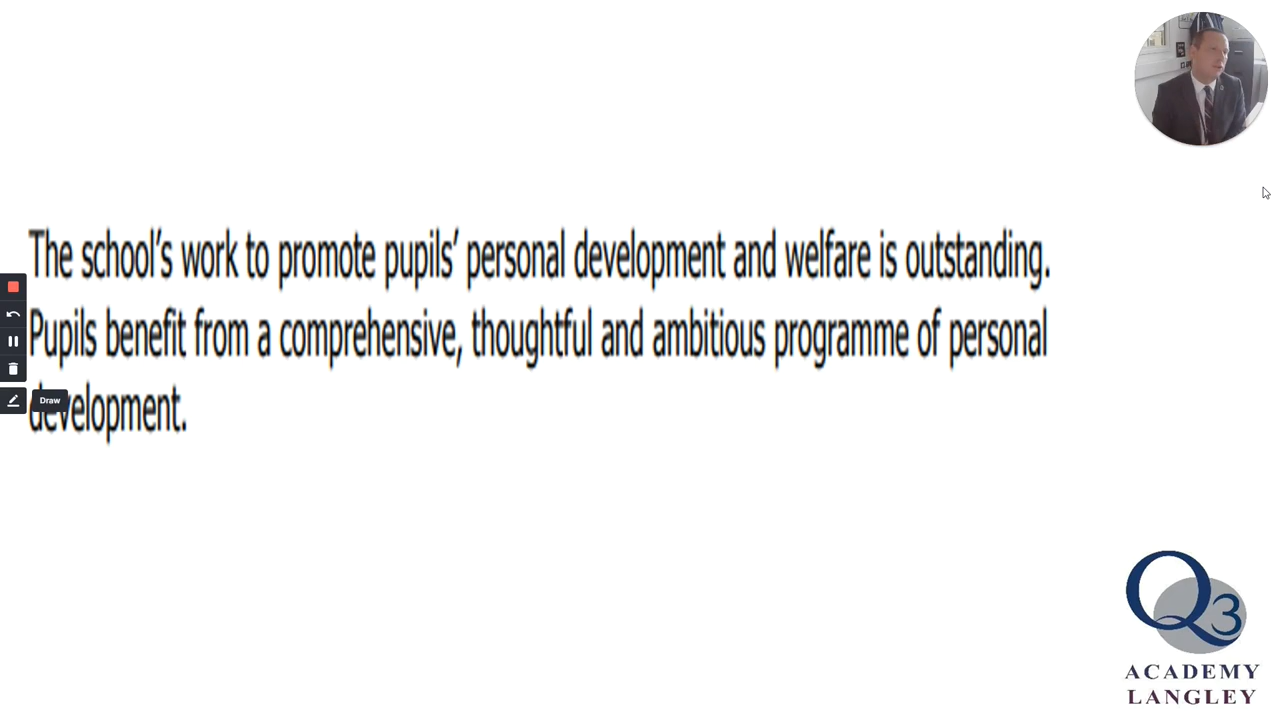 The school's work to promote pupils' personal development and welfare is outstanding.
Pupils benefit from a comprehensive, thoughtful and ambitious programme of personal
development.
Draw
Q3
ACADEMY
LANGLEY